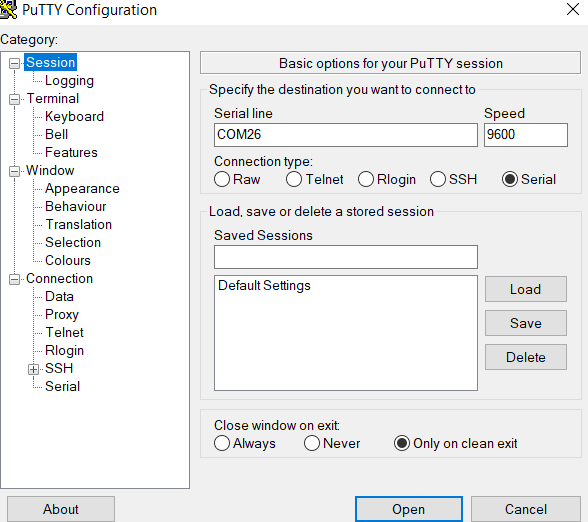 PuTTY Configuration
Category:
Session
Logging
Terminal
Keyboard
Bell
Features
Window
Appearance
Behaviour
Translation
Selection
Colours
Connection
Data
Proxy
Telnet
Rlogin
SSH
Serial
Basic options for your PuTTY session
Specify the destination you want to connect to
Serial line Speed
COM26 9600
Connection type:
Raw Telnet Rlogin SSH Serial
Load, save or delete a stored session
Saved Sessions
Default Settings
Load
Save
Delete
Close window on exit:
Always Never Only on clean exit
About Open Cancel